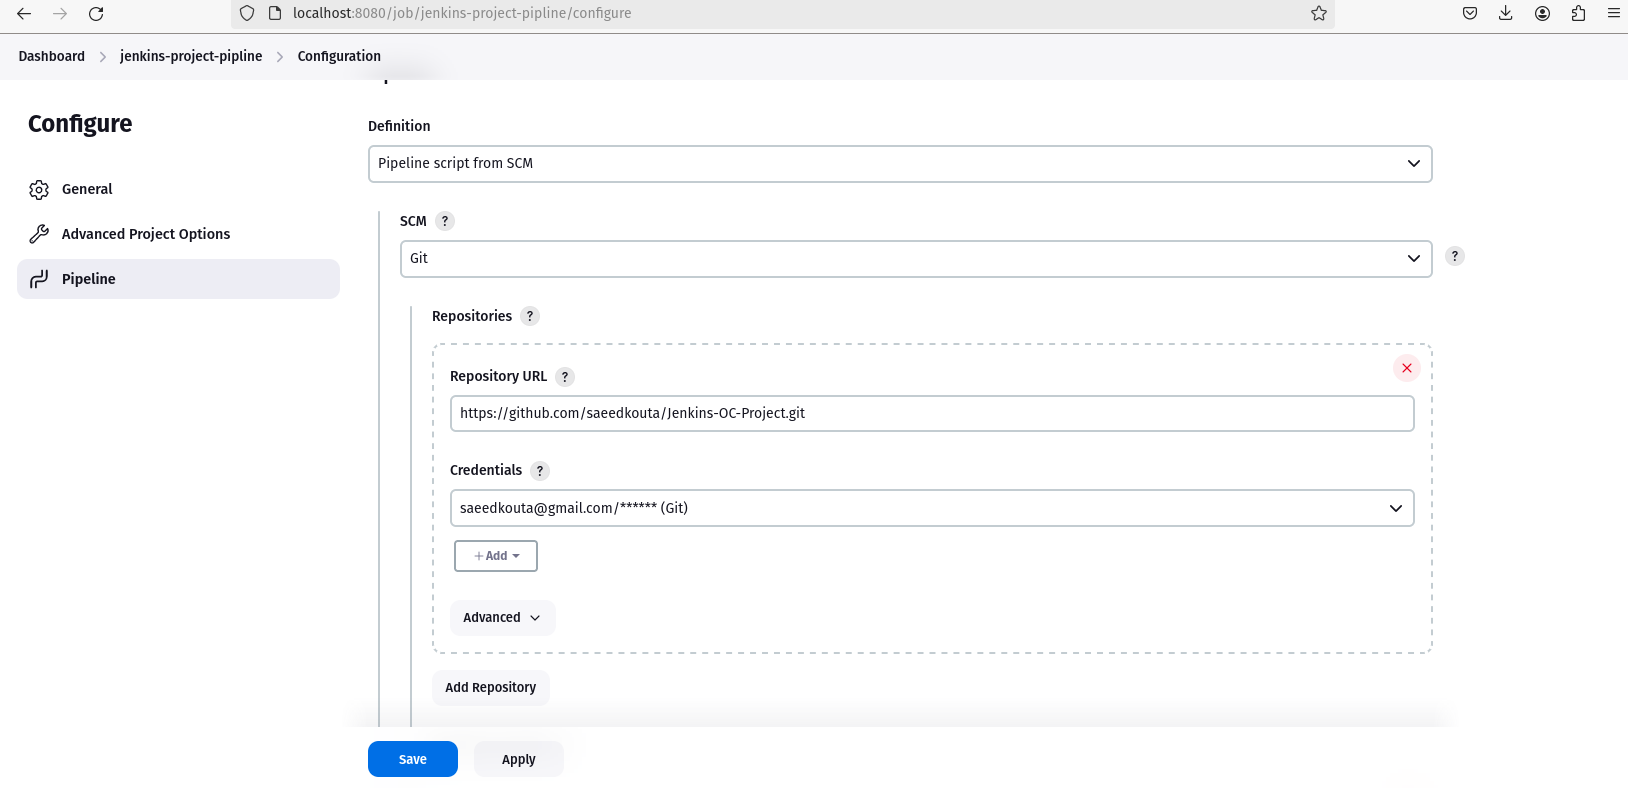 localhost:8080/job/jenkins-project-pipline/configure
Dashboard > jenkins-project-pipline > Configuration
Configure
General
Advanced Project Options
Pipeline
Definition
Pipeline script from SCM
SCM ?
Git
?
Repositories ?
Repository URL ?
https://github.com/saeedkouta/Jenkins-OC-Project.git
Credentials ?
saeedkouta@gmail.com/****** (Git)
+ Add
Advanced
Add Repository
Save Apply